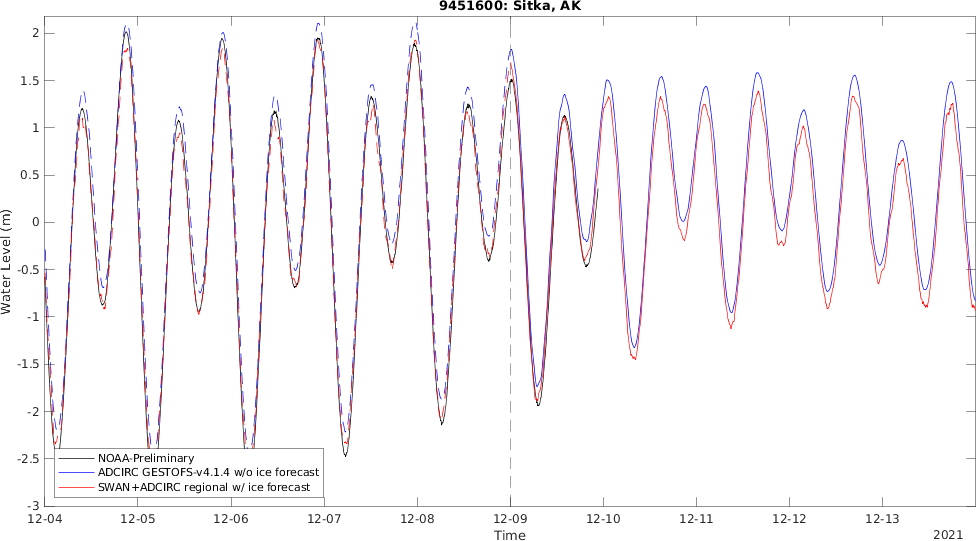 9451600: Sitka, AK
Water Level (m)
2
1.5
1
0.5
0
-0.5
-1
-1.5
-2
-2.5
-3
NOAA-Preliminary
ADCIRC GESTOFS-v4.1.4 w/o ice forecast
SWAN+ADCIRC regional w/ ice forecast
12-04 12-05 12-06 12-07 12-08 12-09 12-10 12-11 12-12 12-13
Time
2021